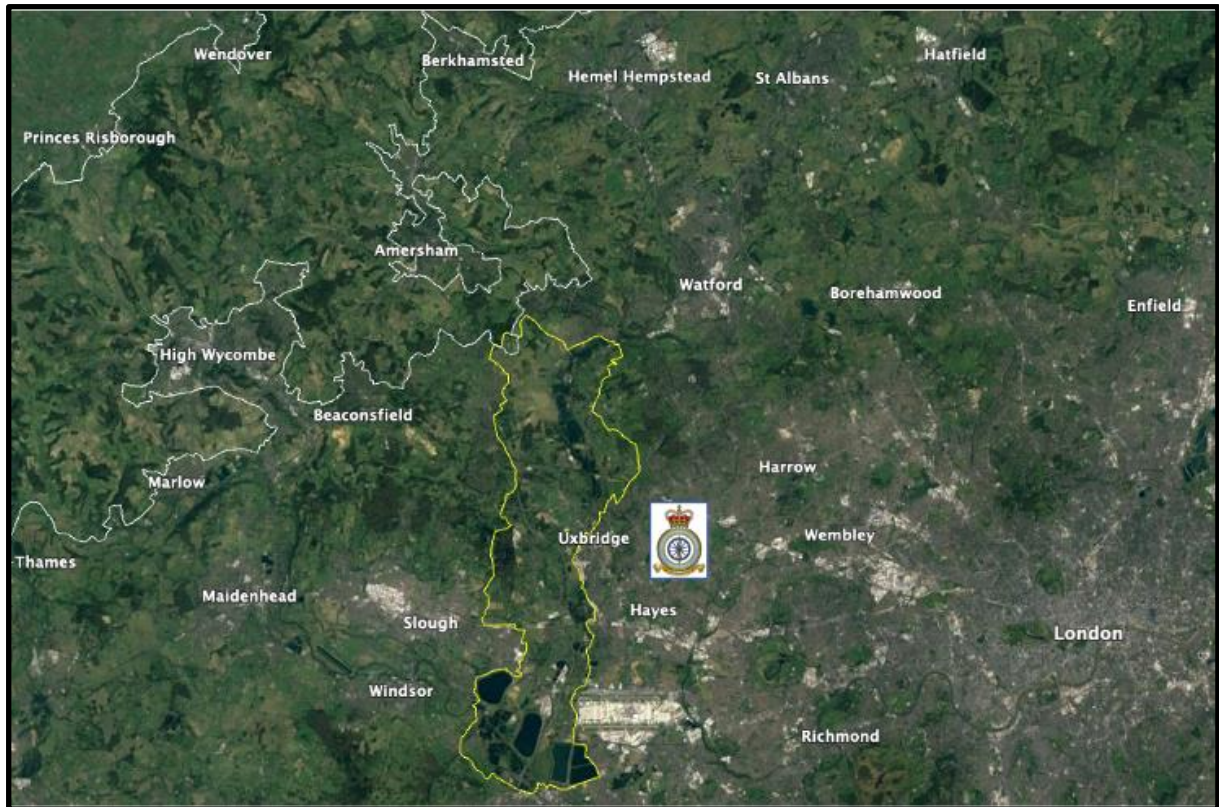 Wendover
Berkhamsted
Hemel Hempstead
St Albans
Hatfield
Princes Risborough
Amersham
Watford
Borehamwood
Enfield
High Wycombe
Beaconsfield
Marlow
Harrow
Uxbridge
Wembley
-Thames
Maidenhead
Slough
Hayes
London
Windsor
Richmond